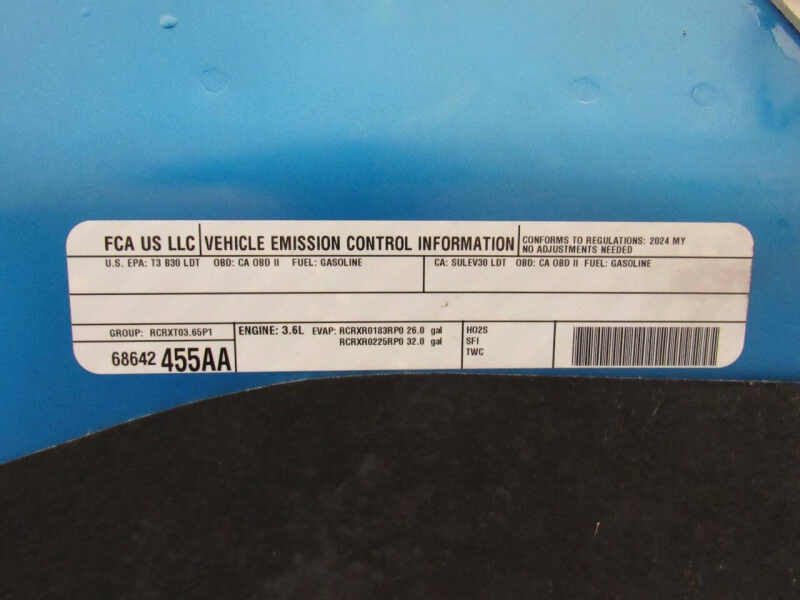 FCA US LLC VEHICLE EMISSION CONTROL INFORMATION CONFORMS TO REGULATIONS: 2024 MY
NO ADJUSTMENTS NEEDED
U.S. EPA: T3 B30 LDT OBD: CA OBD II FUEL: GASOLINE CA: SULEV30 LDT OBD: CA OBD II FUEL: GASOLINE
GROUP: RCRXT03.65P1 ENGINE: 3.6L EVAP: RCRXR0183RP0 26.0 gal HO2S
RCRXR0225RP0 32.0 gal SFI
68642 455AA TWC